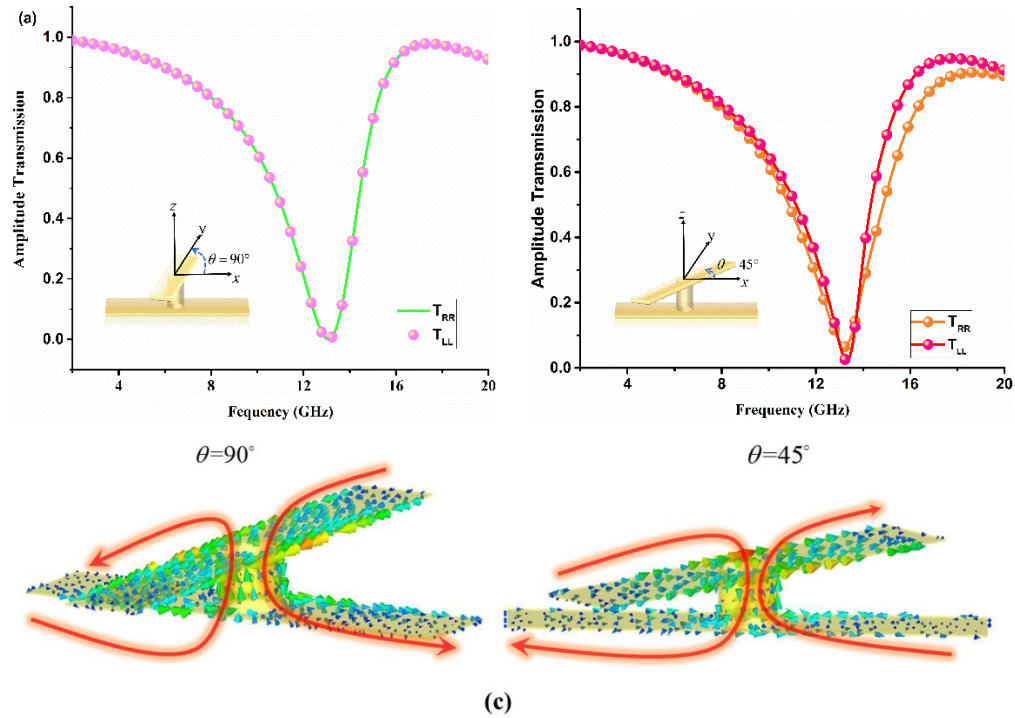 (a)
Amplitude Transmission
1.0
0.8
0.6
0.4
0.2
0.0
z
y
θ = 90°
x
T_RR
T_LL
4
8
12
16
20
Fequency (GHz)
Amplitude Transmission
1.0
0.8
0.6
0.4
0.2
0.0
z
y
θ 45°
x
T_RR
T_LL
4
8
12
16
20
Frequency (GHz)
θ=90°
θ=45°
(c)